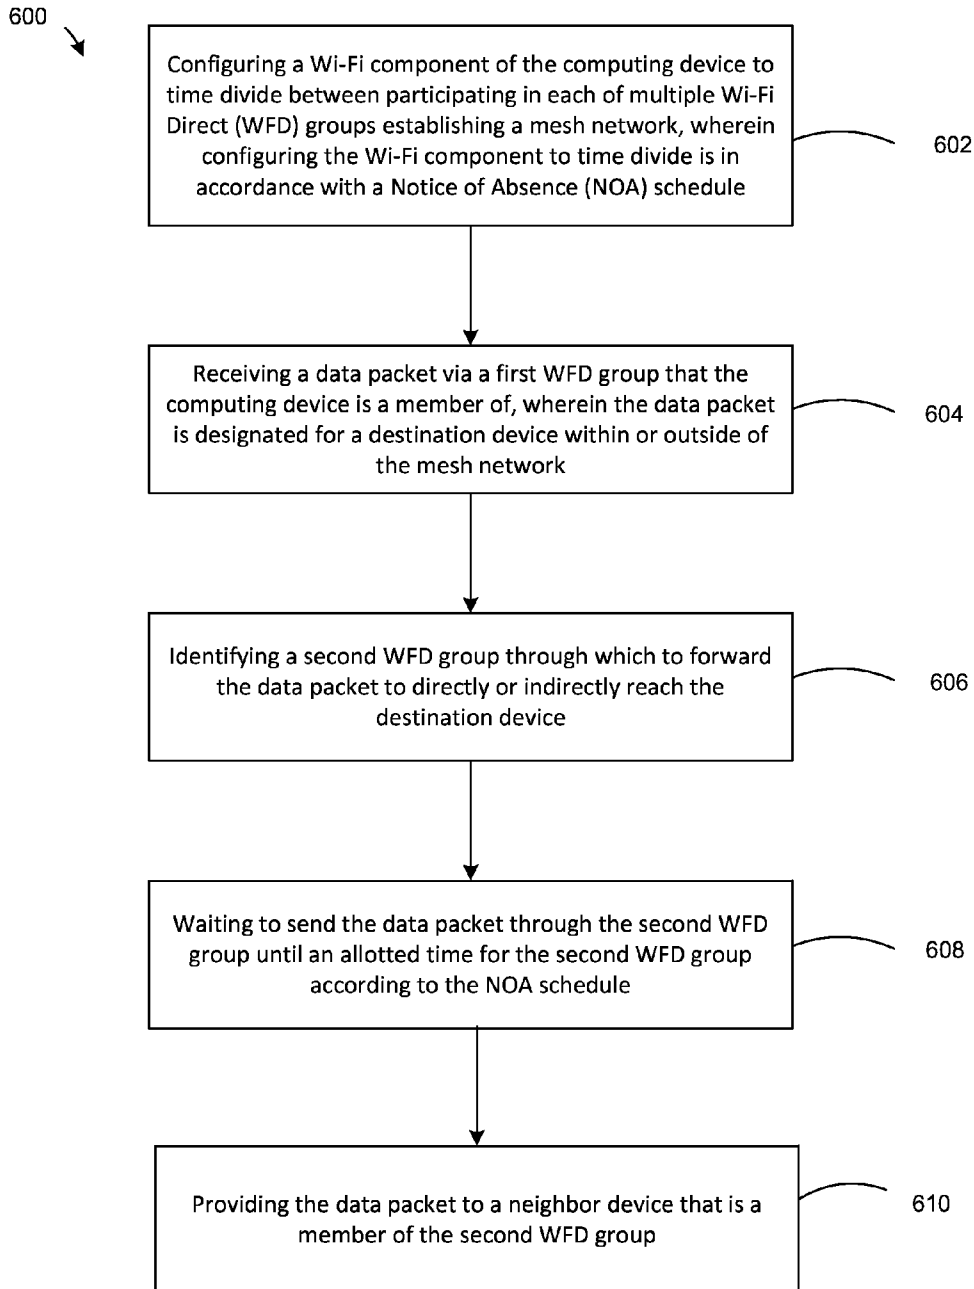 600
Configuring a Wi-Fi component of the computing device to
time divide between participating in each of multiple Wi-Fi
Direct (WFD) groups establishing a mesh network, wherein
configuring the Wi-Fi component to time divide is in
accordance with a Notice of Absence (NOA) schedule
602
Receiving a data packet via a first WFD group that the
computing device is a member of, wherein the data packet
is designated for a destination device within or outside of
the mesh network
604
Identifying a second WFD group through which to forward
the data packet to directly or indirectly reach the
destination device
606
Waiting to send the data packet through the second WFD
group until an allotted time for the second WFD group
according to the NOA schedule
608
Providing the data packet to a neighbor device that is a
member of the second WFD group
610